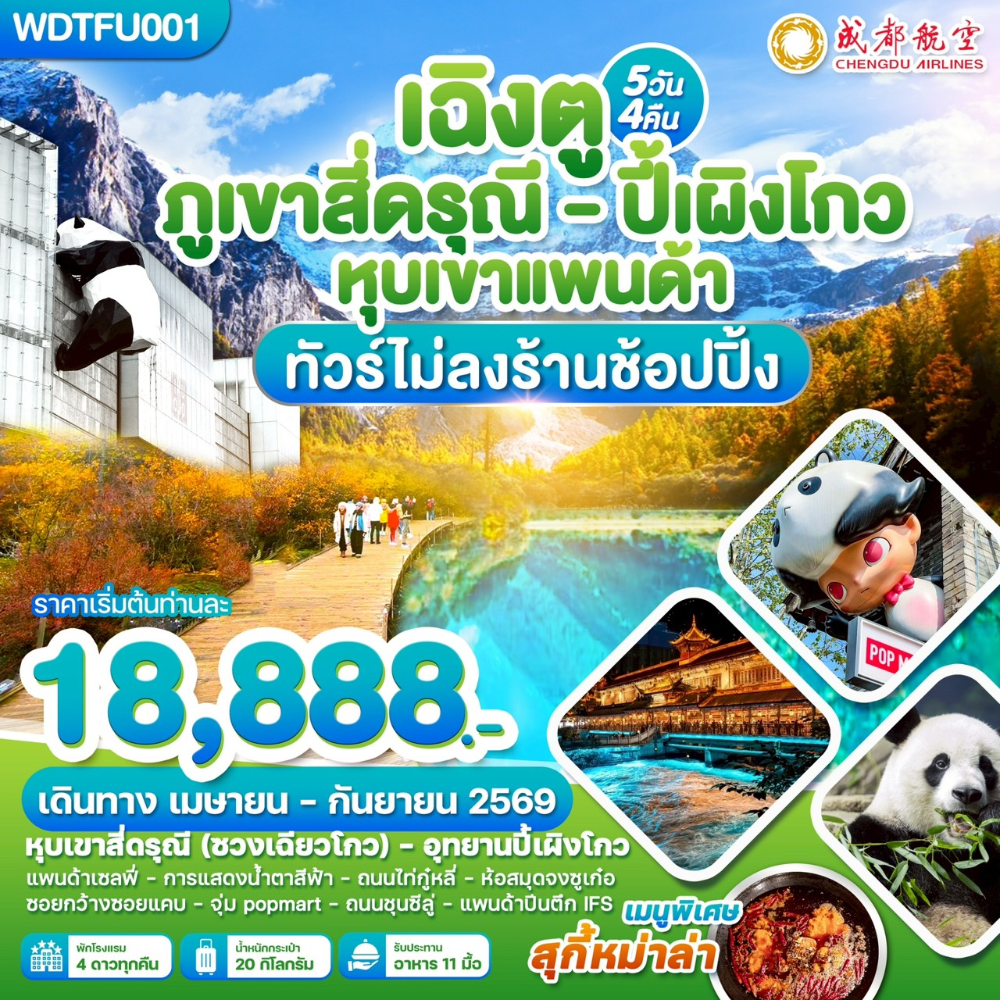 WDTFU001
成都航空
CHENGDU AIRLINES
เฉิงตู
5วัน
4คืน
ภูเขาสี่ดรุณี - ปี้เผิงโกว
หุบเขาแพนด้า
ทัวร์ไม่ลงร้านช้อปปิ้ง
POP M
ราคาเริ่มต้นท่านละ
18,888.-
เดินทาง เมษายน - กันยายน 2569
หุบเขาสี่ดรุณี (ซวงเฉียวโกว) - อุทยานปี้เผิงโกว
แพนด้าเซลฟี่ - การแสดงน้ำตาสีฟ้า - ถนนไท่กู๋หลี่ - ห้อสมุดจงซูเก๋อ
ซอยกว้างซอยแคบ - จุ่ม popmart - ถนนชุนซีลู่ - แพนด้าปีนตึก IFS
เมนูพิเศษ
สุกี้หม่าล่า
พักโรงแรม
4 ดาวทุกคืน
น้ำหนักกระเป๋า
20 กิโลกรัม
รับประทาน
อาหาร 11 มื้อ